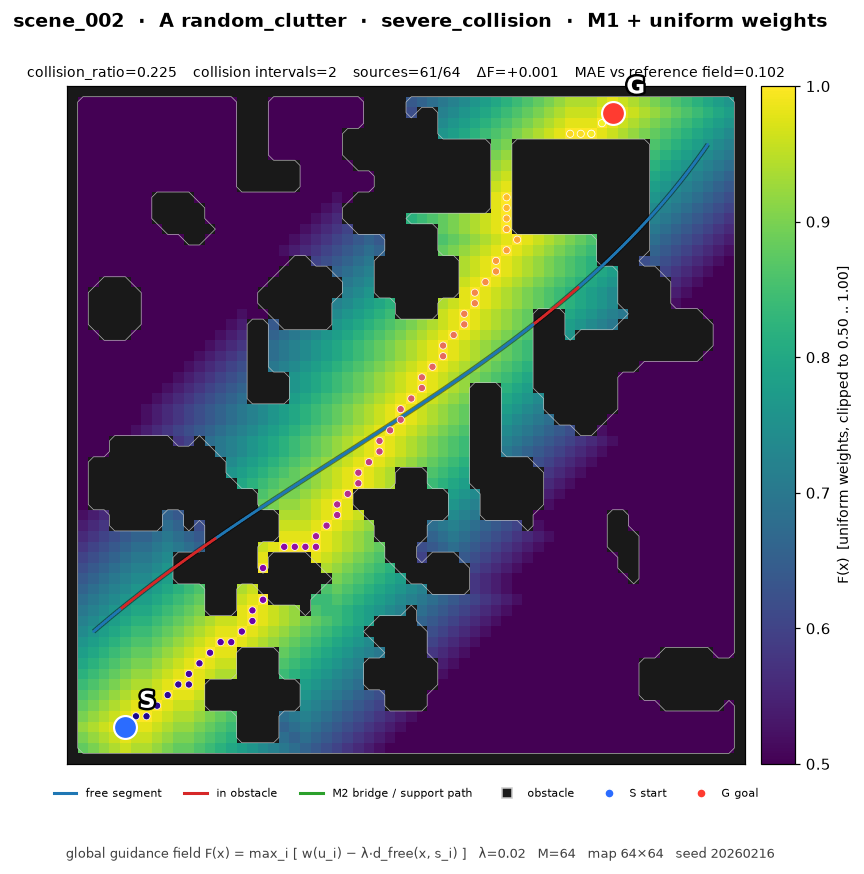 scene_002 · A random_clutter · severe_collision · M1 + uniform weights
collision_ratio=0.225 collision intervals=2 sources=61/64 ΔF=+0.001 MAE vs reference field=0.102
G
S
1.0
0.9
0.8
0.7
0.6
0.5
F(x) [uniform weights, clipped to 0.50 .. 1.00]
free segment
in obstacle
M2 bridge / support path
obstacle
S start
G goal
global guidance field F(x) = max_i [ w(u_i) − λ·d_free(x, s_i) ] λ=0.02 M=64 map 64×64 seed 20260216